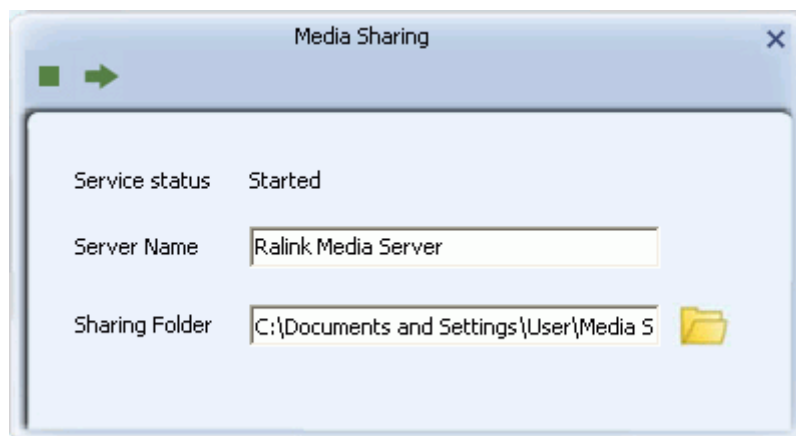 Media Sharing
Service status Started
Server Name Ralink Media Server
Sharing Folder C:\Documents and Settings\User\Media S